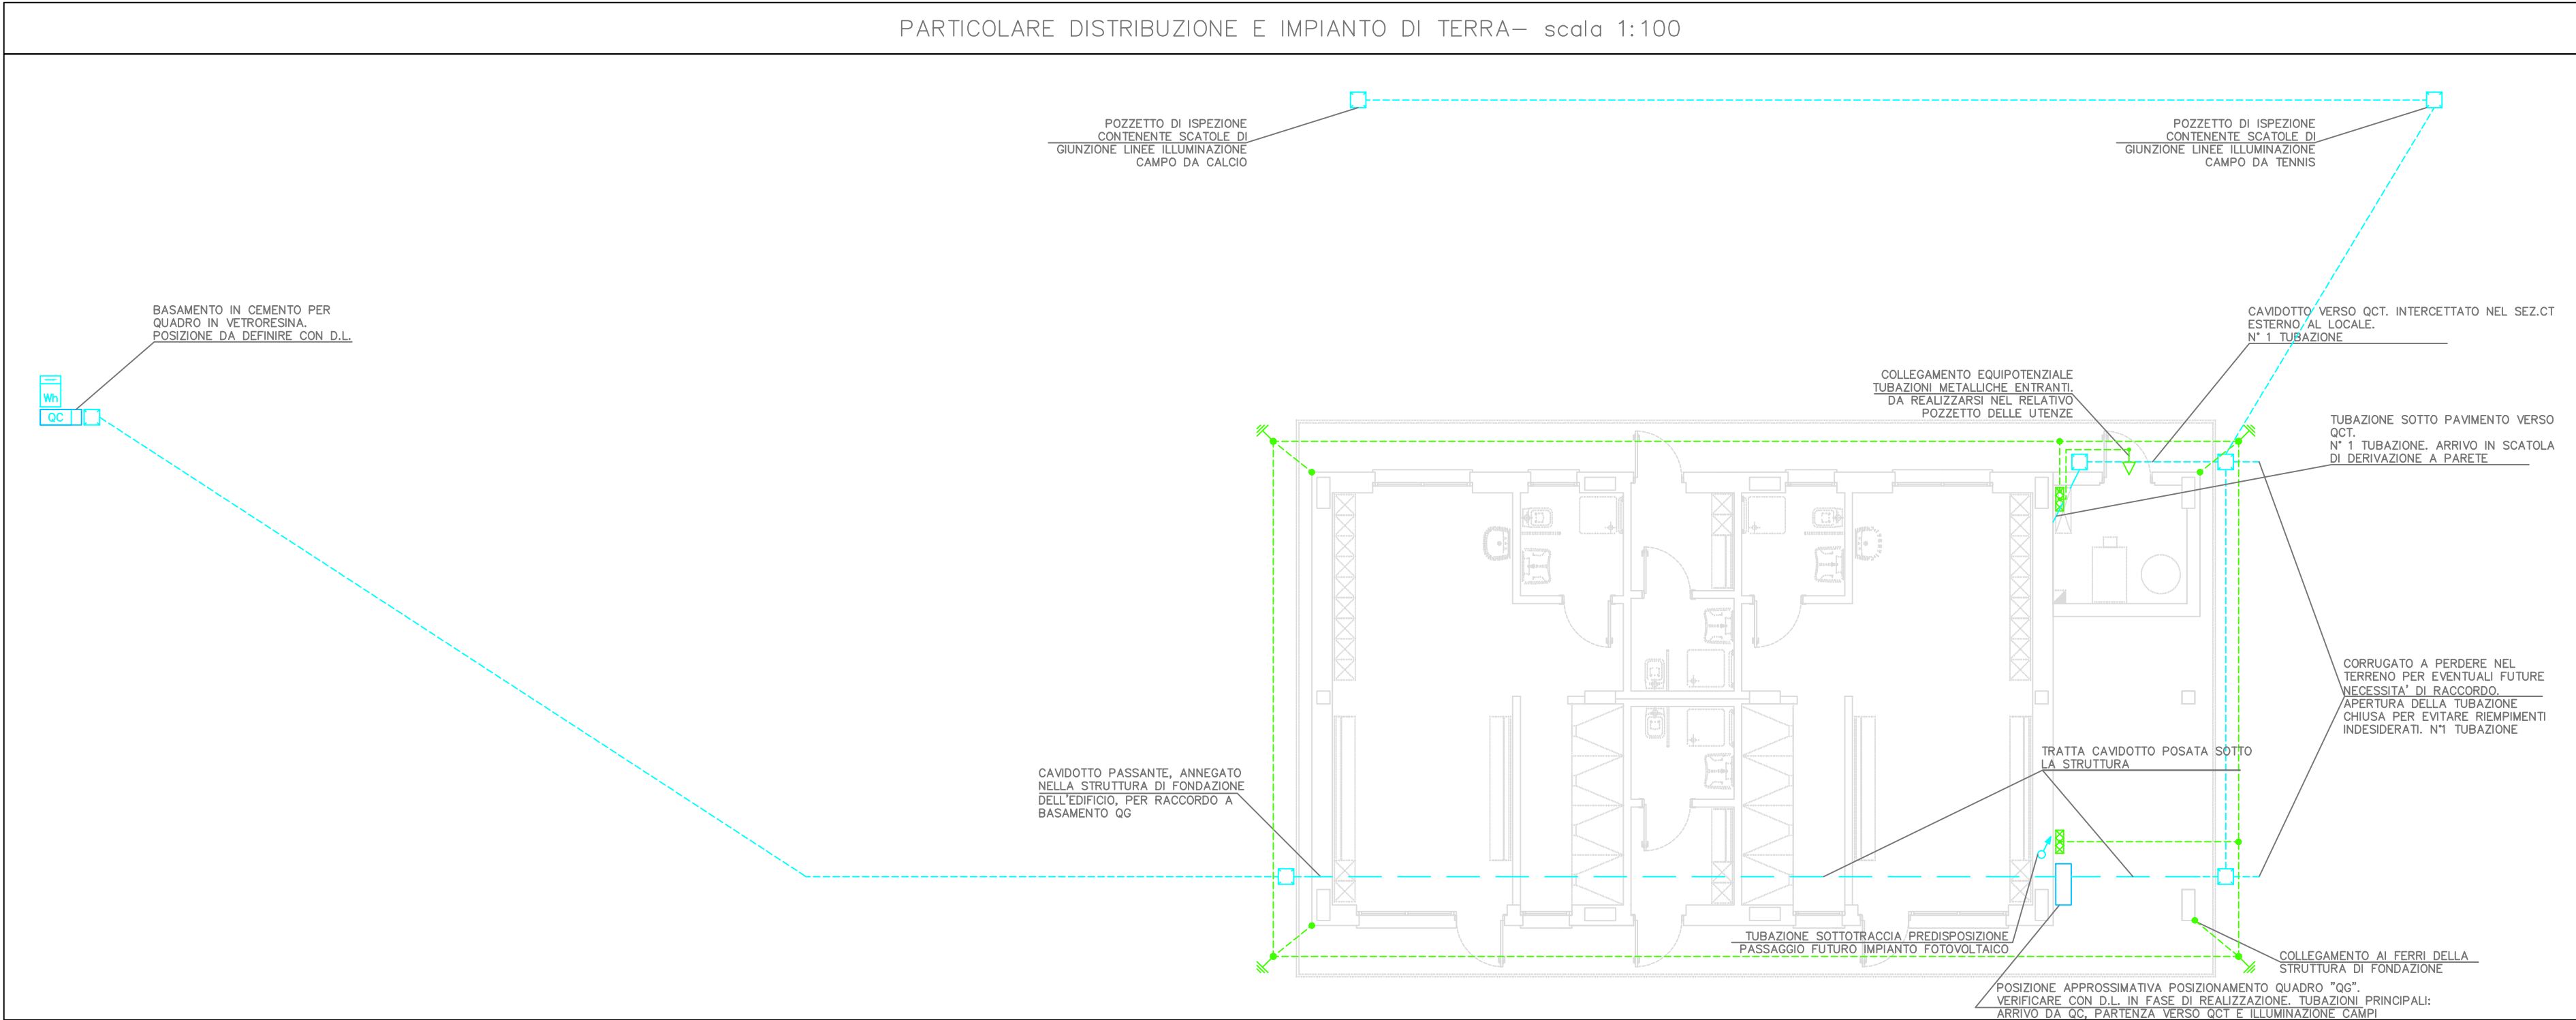 PARTICOLARE DISTRIBUZIONE E IMPIANTO DI TERRA– scala 1:100
POZZETTO DI ISPEZIONE
CONTENENTE SCATOLE DI
GIUNZIONE LINEE ILLUMINAZIONE
CAMPO DA CALCIO
POZZETTO DI ISPEZIONE
CONTENENTE SCATOLE DI
GIUNZIONE LINEE ILLUMINAZIONE
CAMPO DA TENNIS
BASAMENTO IN CEMENTO PER
QUADRO IN VETRORESINA.
POSIZIONE DA DEFINIRE CON D.L.
Wh
QC
CAVIDOTTO VERSO QCT. INTERCETTATO NEL SEZ.CT
ESTERNO AL LOCALE.
N° 1 TUBAZIONE
COLLEGAMENTO EQUIPOTENZIALE
TUBAZIONI METALLICHE ENTRANTI.
DA REALIZZARSI NEL RELATIVO
POZZETTO DELLE UTENZE
TUBAZIONE SOTTO PAVIMENTO VERSO
QCT.
N° 1 TUBAZIONE. ARRIVO IN SCATOLA
DI DERIVAZIONE A PARETE
CORRUGATO A PERDERE NEL
TERRENO PER EVENTUALI FUTURE
NECESSITA' DI RACCORDO.
APERTURA DELLA TUBAZIONE
CHIUSA PER EVITARE RIEMPIMENTI
INDESIDERATI. N°1 TUBAZIONE
TRATTA CAVIDOTTO POSATA SOTTO
LA STRUTTURA
CAVIDOTTO PASSANTE, ANNEGATO
NELLA STRUTTURA DI FONDAZIONE
DELL'EDIFICIO, PER RACCORDO A
BASAMENTO QG
TUBAZIONE SOTTOTRACCIA PREDISPOSIZIONE
PASSAGGIO FUTURO IMPIANTO FOTOVOLTAICO
COLLEGAMENTO AI FERRI DELLA
STRUTTURA DI FONDAZIONE
POSIZIONE APPROSSIMATIVA POSIZIONAMENTO QUADRO "QG".
VERIFICARE CON D.L. IN FASE DI REALIZZAZIONE. TUBAZIONI PRINCIPALI:
ARRIVO DA QC, PARTENZA VERSO QCT E ILLUMINAZIONE CAMPI